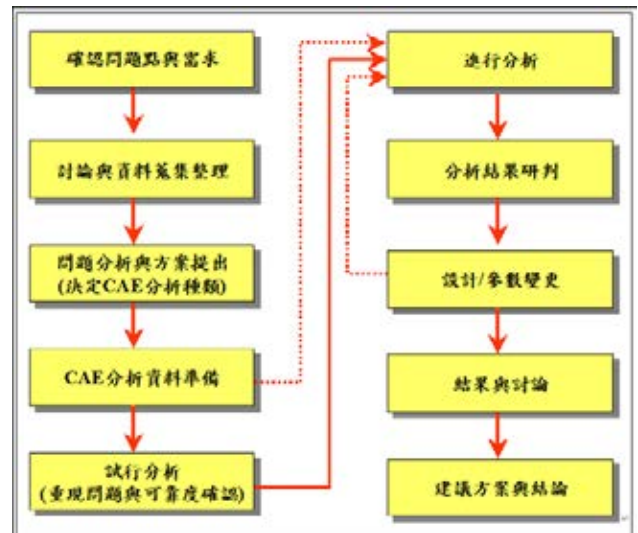 確認問題點與需求
討論與資料蒐集整理
問題分析與方案提出
(決定CAE分析種類)
CAE分析資料準備
試行分析
(重現問題與可靠度確認)
進行分析
分析結果研判
設計/參數變更
結果與討論
建議方案與結論